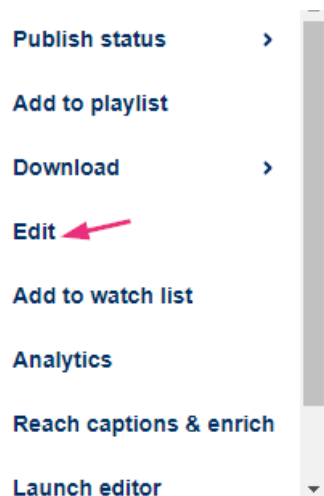 Publish status
Add to playlist
Download
Edit
Add to watch list
Analytics
Reach captions & enrich
Launch editor